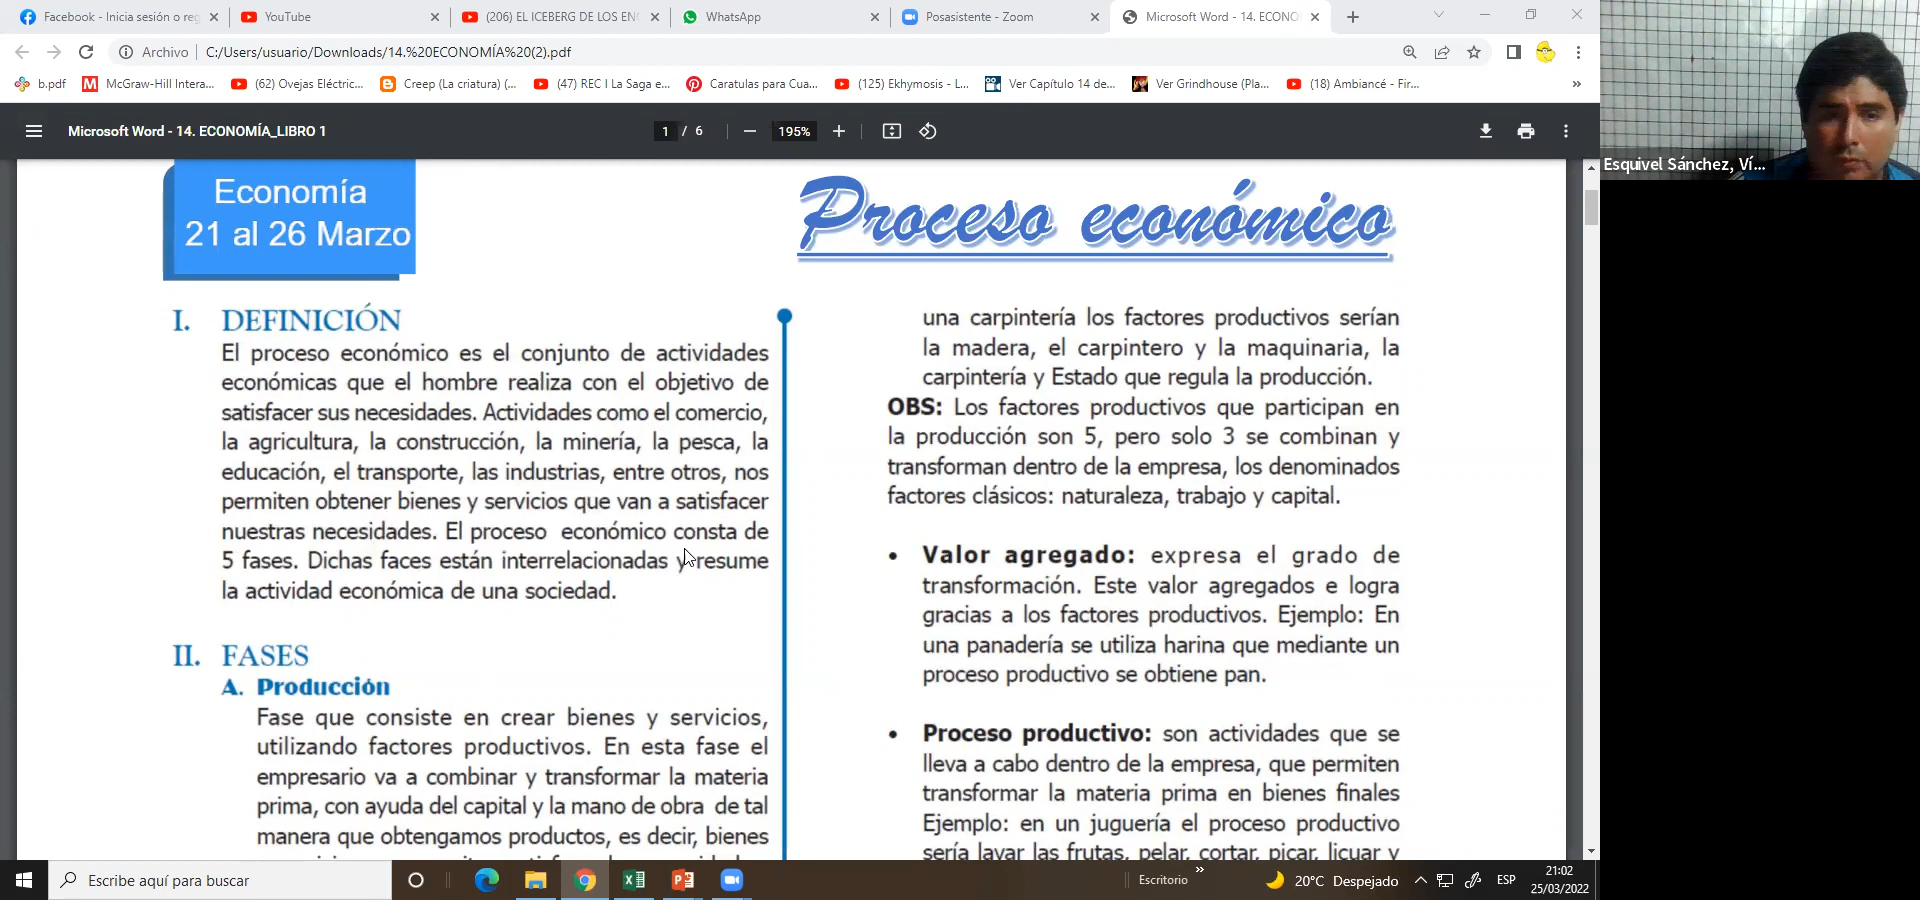 Facebook - Inicia sesión o reg
YouTube
(206) EL ICEBERG DE LOS ENC
WhatsApp
Posasistente - Zoom
Microsoft Word - 14. ECONO
Archivo
C:/Users/usuario/Downloads/14.%20ECONOMÍA%20(2).pdf
b.pdf
McGraw-Hill Intera...
(62) Ovejas Eléctric...
Creep (La criatura) (...
(47) REC I La Saga e...
Caratulas para Cua...
(125) Ekhymosis - L...
Ver Capítulo 14 de...
Ver Grindhouse (Pla...
(18) Ambiancé - Fir...
»
Microsoft Word - 14. ECONOMÍA_LIBRO 1
1 / 6
195%
Esquivel Sánchez, Ví...
Economía
21 al 26 Marzo
Proceso económico
I. DEFINICIÓN
El proceso económico es el conjunto de actividades
económicas que el hombre realiza con el objetivo de
satisfacer sus necesidades. Actividades como el comercio,
la agricultura, la construcción, la minería, la pesca, la
educación, el transporte, las industrias, entre otros, nos
permiten obtener bienes y servicios que van a satisfacer
nuestras necesidades. El proceso económico consta de
5 fases. Dichas faces están interrelacionadas y resume
la actividad económica de una sociedad.
II. FASES
A. Producción
Fase que consiste en crear bienes y servicios,
utilizando factores productivos. En esta fase el
empresario va a combinar y transformar la materia
prima, con ayuda del capital y la mano de obra de tal
manera que obtengamos productos, es decir, bienes
una carpintería los factores productivos serían
la madera, el carpintero y la maquinaria, la
carpintería y Estado que regula la producción.
OBS: Los factores productivos que participan en
la producción son 5, pero solo 3 se combinan y
transforman dentro de la empresa, los denominados
factores clásicos: naturaleza, trabajo y capital.
• Valor agregado: expresa el grado de
transformación. Este valor agregados e logra
gracias a los factores productivos. Ejemplo: En
una panadería se utiliza harina que mediante un
proceso productivo se obtiene pan.
• Proceso productivo: son actividades que se
lleva a cabo dentro de la empresa, que permiten
transformar la materia prima en bienes finales
Ejemplo: en un juguería el proceso productivo
sería lavar las frutas, pelar, cortar, picar, licuar y
Escribe aquí para buscar
Escritorio
»
20°C Despejado
ESP
21:02
25/03/2022